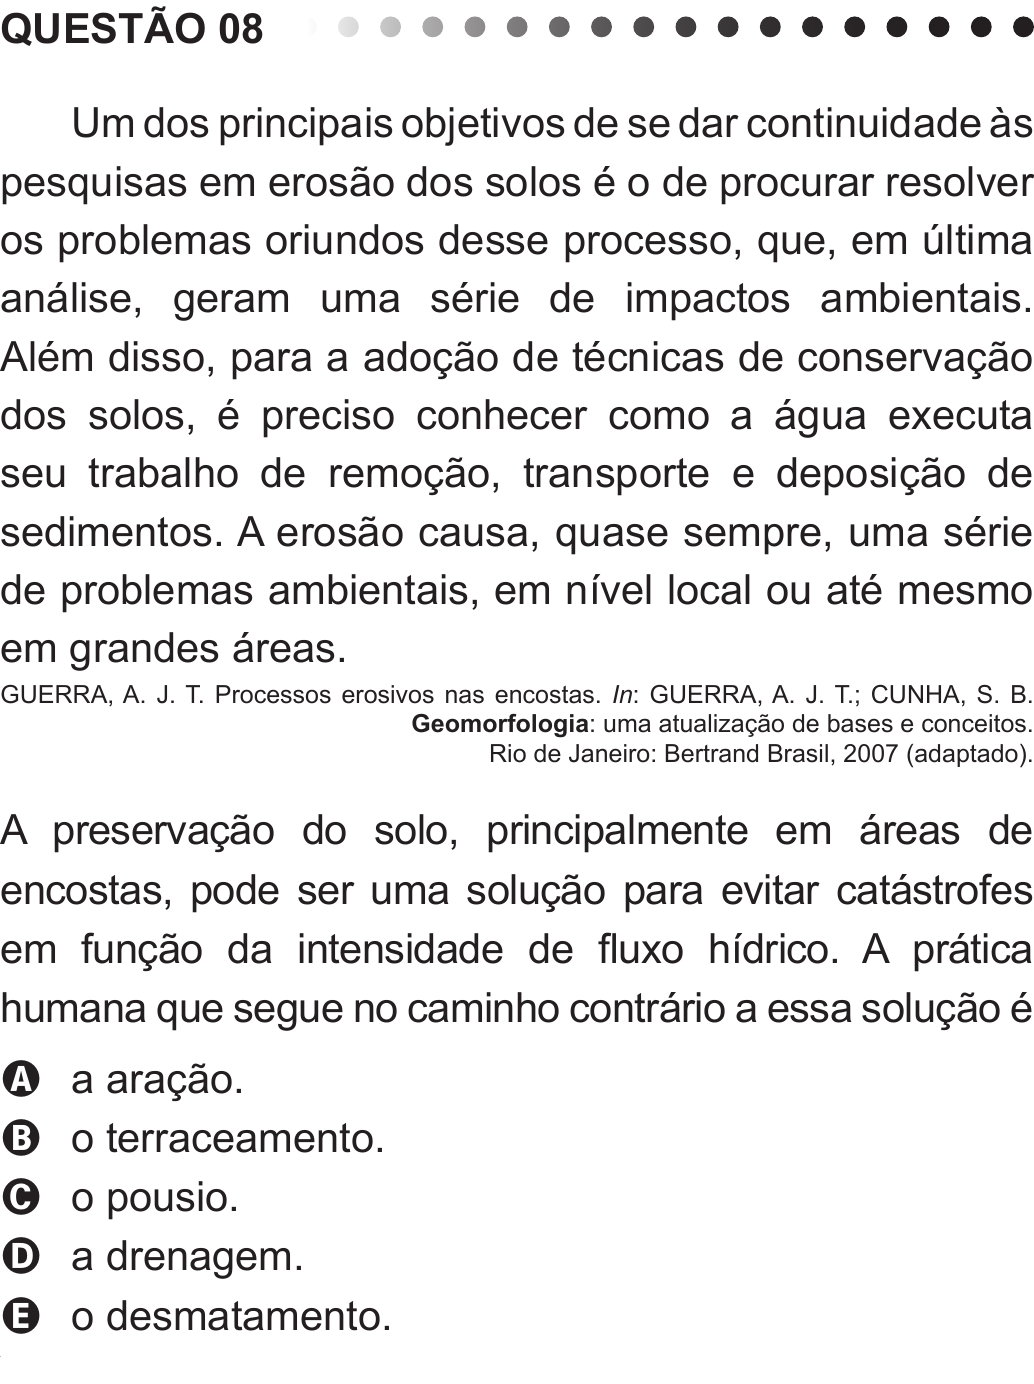 QUESTÃO 08
Um dos principais objetivos de se dar continuidade às
pesquisas em erosão dos solos é o de procurar resolver
os problemas oriundos desse processo, que, em última
análise, geram uma série de impactos ambientais.
Além disso, para a adoção de técnicas de conservação
dos solos, é preciso conhecer como a água executa
seu trabalho de remoção, transporte e deposição de
sedimentos. A erosão causa, quase sempre, uma série
de problemas ambientais, em nível local ou até mesmo
em grandes áreas.
GUERRA, A. J. T. Processos erosivos nas encostas. In: GUERRA, A. J. T.; CUNHA, S. B.
Geomorfologia: uma atualização de bases e conceitos.
Rio de Janeiro: Bertrand Brasil, 2007 (adaptado).
A preservação do solo, principalmente em áreas de
encostas, pode ser uma solução para evitar catástrofes
em função da intensidade de fluxo hídrico. A prática
humana que segue no caminho contrário a essa solução é
A a aração.
B o terraceamento.
C o pousio.
D a drenagem.
E o desmatamento.